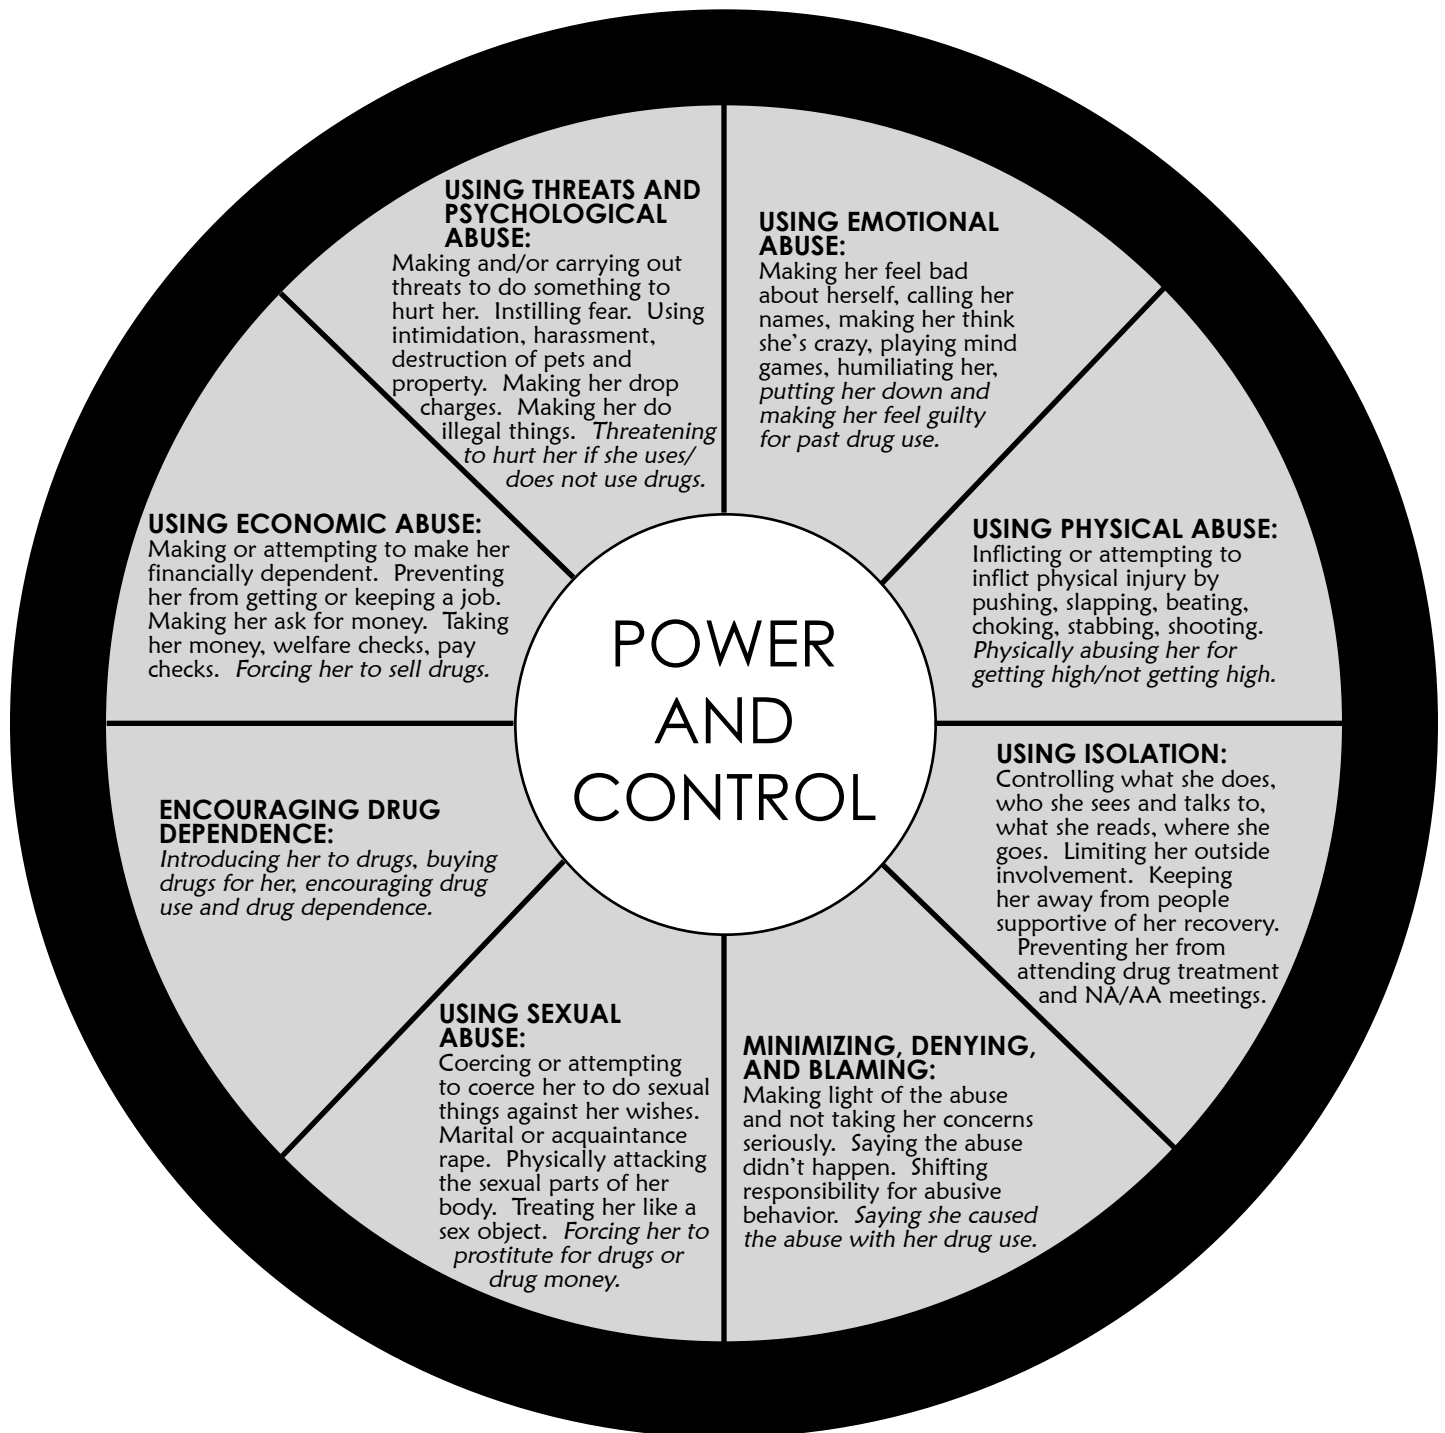 USING THREATS AND
PSYCHOLOGICAL
ABUSE:
Making and/or carrying out
threats to do something to
hurt her.  Instilling fear.  Using
intimidation, harassment,
destruction of pets and
property.  Making her drop
charges.  Making her do
illegal things.  Threatening
to hurt her if she uses/
does not use drugs.
USING EMOTIONAL
ABUSE:
Making her feel bad
about herself, calling her
names, making her think
she's crazy, playing mind
games, humiliating her,
putting her down and
making her feel guilty
for past drug use.
USING PHYSICAL ABUSE:
Inflicting or attempting to
inflict physical injury by
pushing, slapping, beating,
choking, stabbing, shooting.
Physically abusing her for
getting high/not getting high.
USING ISOLATION:
Controlling what she does,
who she sees and talks to,
what she reads, where she
goes.  Limiting her outside
involvement.  Keeping
her away from people
supportive of her recovery.
Preventing her from
attending drug treatment
and NA/AA meetings.
MINIMIZING, DENYING,
AND BLAMING:
Making light of the abuse
and not taking her concerns
seriously.  Saying the abuse
didn't happen.  Shifting
responsibility for abusive
behavior.  Saying she caused
the abuse with her drug use.
USING SEXUAL
ABUSE:
Coercing or attempting
to coerce her to do sexual
things against her wishes.
Marital or acquaintance
rape.  Physically attacking
the sexual parts of her
body.  Treating her like a
sex object.  Forcing her to
prostitute for drugs or
drug money.
ENCOURAGING DRUG
DEPENDENCE:
Introducing her to drugs, buying
drugs for her, encouraging drug
use and drug dependence.
USING ECONOMIC ABUSE:
Making or attempting to make her
financially dependent.  Preventing
her from getting or keeping a job.
Making her ask for money.  Taking
her money, welfare checks, pay
checks.  Forcing her to sell drugs.
POWER
AND
CONTROL